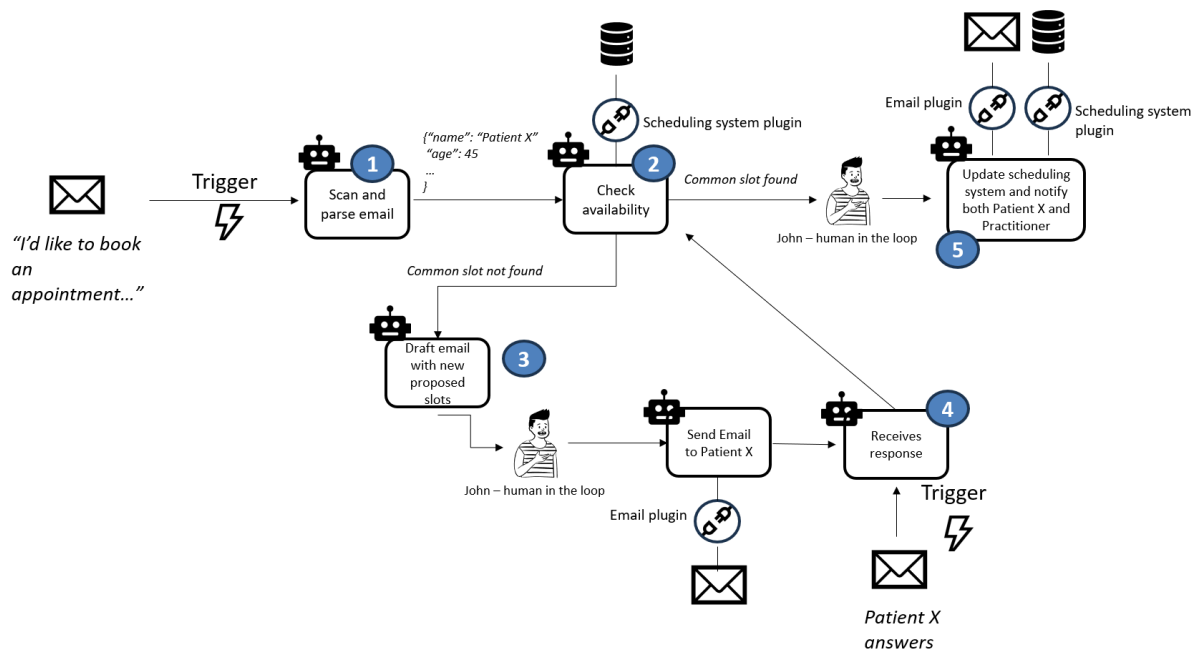 Email plugin
Scheduling system
plugin
Scheduling system plugin
{“name”: “Patient X”
“age”: 45
...
}
1
2
Trigger
Scan and
parse email
Check
availability
Common slot found
Update scheduling
system and notify
both Patient X and
Practitioner
John – human in the loop
5
“I’d like to book
an
appointment…”
Common slot not found
Draft email
with new
proposed
slots
3
4
Send Email
to Patient X
Receives
response
John – human in the loop
Trigger
Email plugin
Patient X
answers